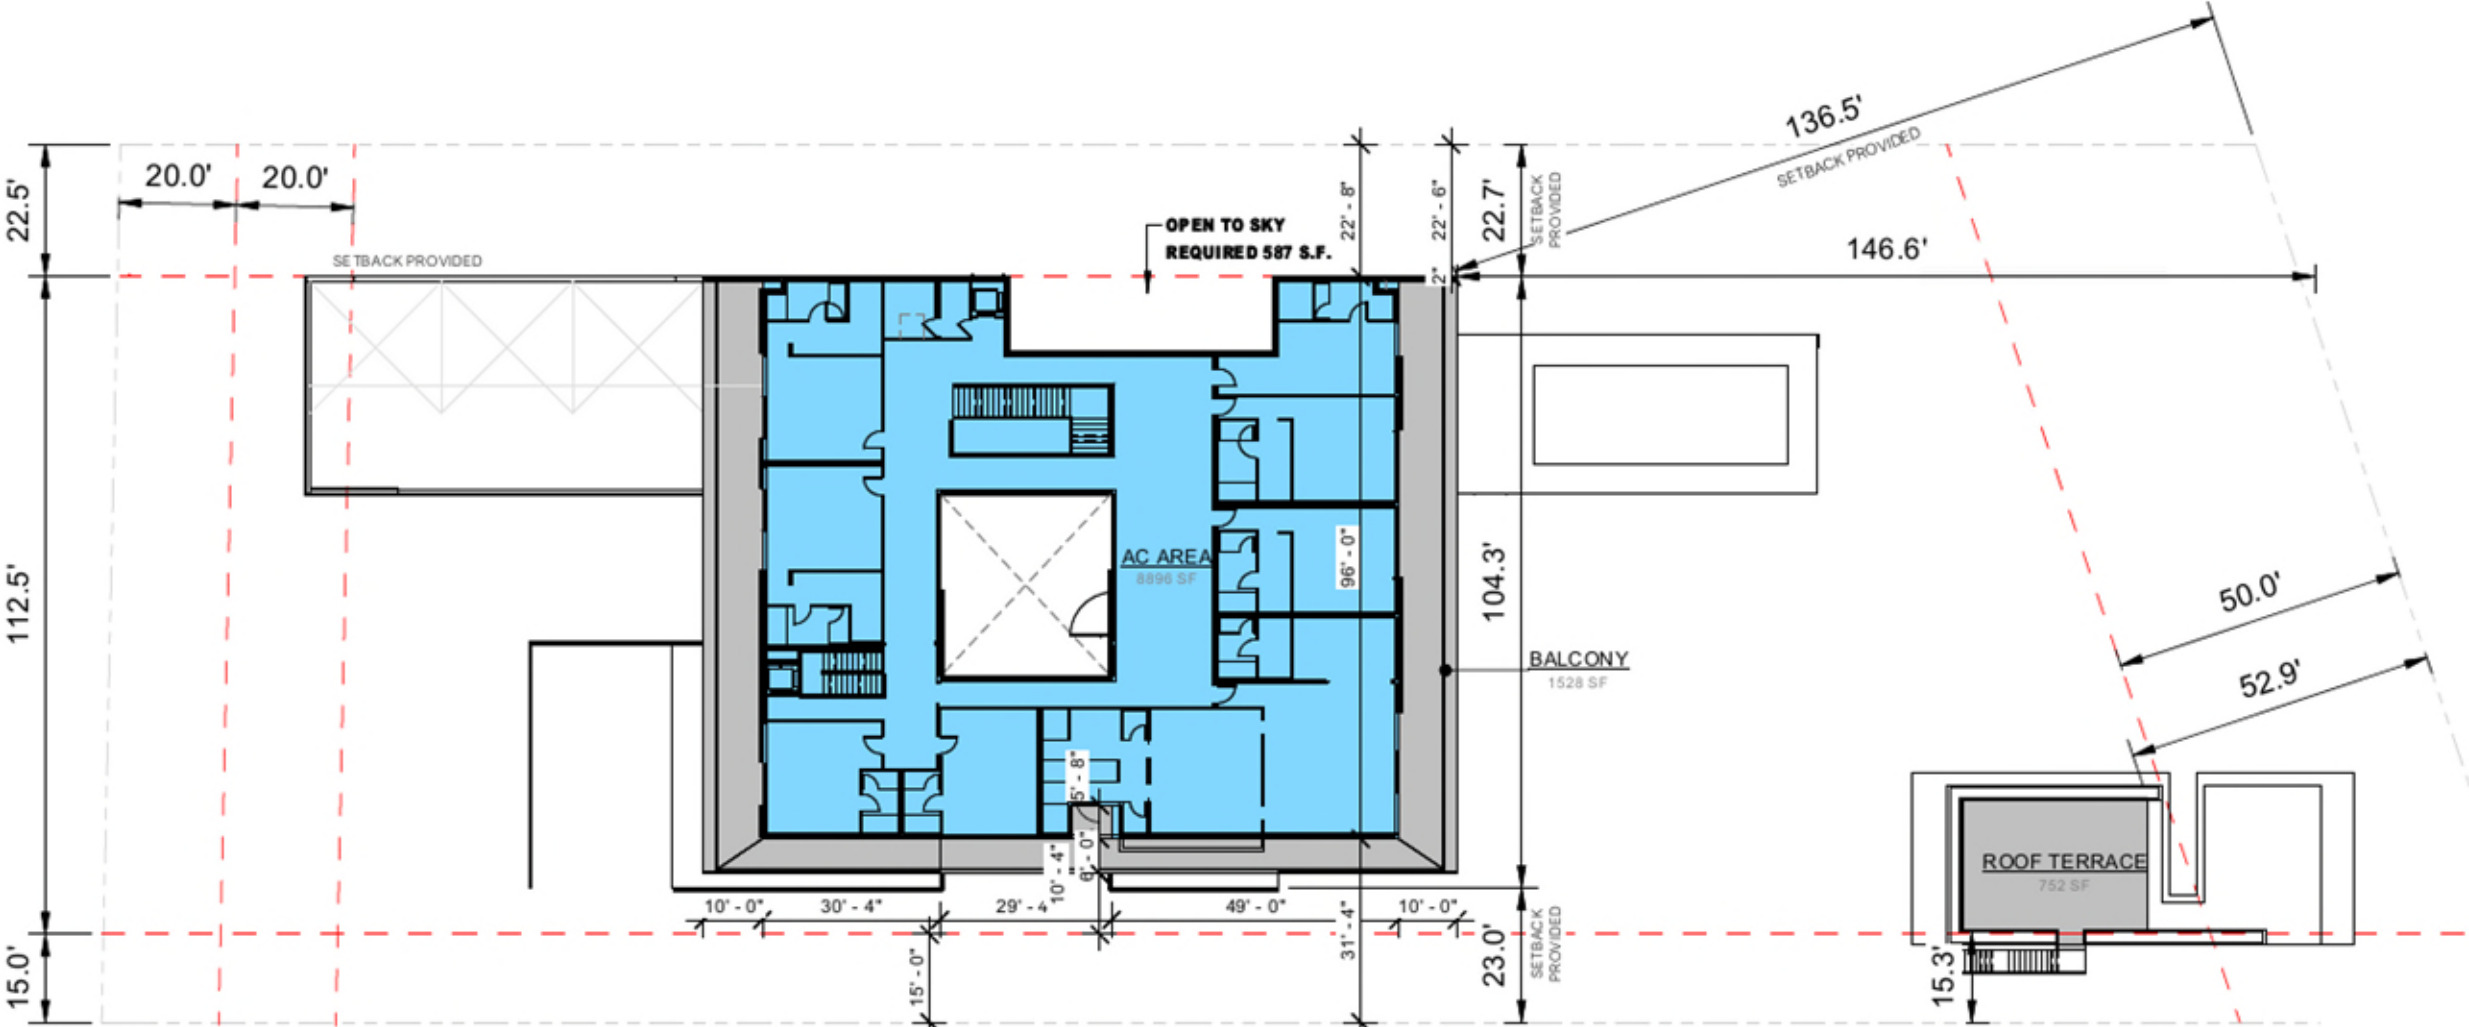 136.5'
SETBACK PROVIDED
20.0'
20.0'
22.5'
22' - 8"
22' - 6"
22.7'
SETBACK
PROVIDED
OPEN TO SKY
REQUIRED 587 S.F.
146.6'
SETBACK PROVIDED
2"
112.5'
AC AREA
8896 SF
96' - 0"
104.3'
50.0'
BALCONY
1528 SF
52.9'
5' - 8"
10' - 4"
6' - 0"
ROOF TERRACE
752 SF
10' - 0"
30' - 4"
29' - 4
49' - 0"
10' - 0"
15.0'
15' - 0"
31' - 4"
23.0'
SETBACK
PROVIDED
15.3'